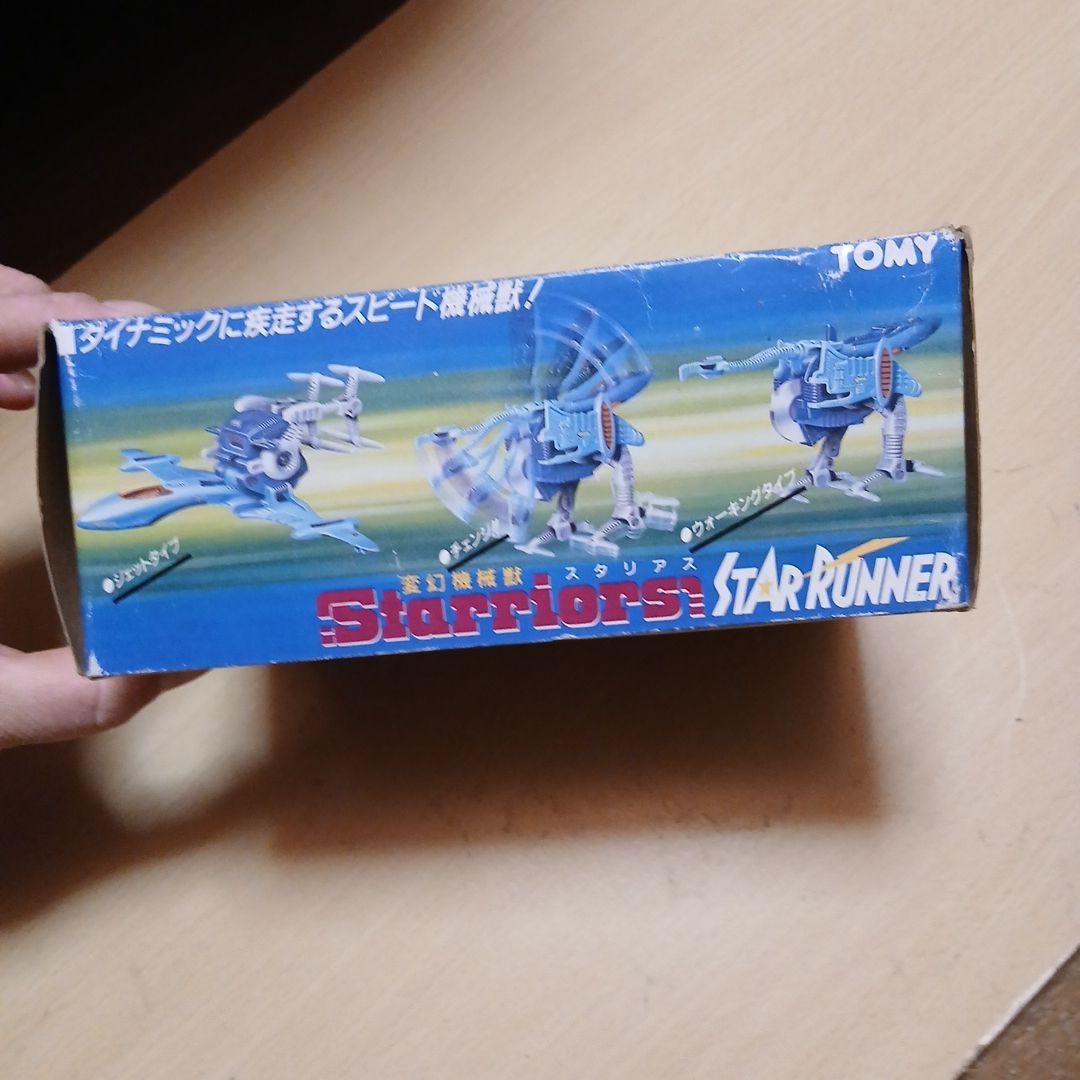 TOMY
ダイナミックに疾走するスピード機械獣!
●ジェットタイプ
●チェンジ!
●ウォーキングタイプ
変幻機械獣 スタリアス
Starriors STAR RUNNER